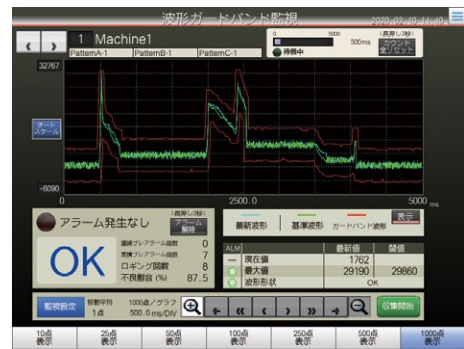 波形ガードバンド監視
2020/02/10 14:40
1 Machine1
PatternA-1 PatternB-1 PatternC-1
0 5000
500ms
待機中
(長押し3秒)
カウント
全リセット
32767
オート
スケール
-6090
0 2500.0 5000 ms
アラーム発生なし
(長押し3秒)
アラーム
解除
OK
連続プレアラーム回数 0
累積プレアラーム回数 7
ロギング回数 8
不良割合 (%) 87.5
最新波形 基準波形 ガードバンド波形
表示
ALM 最新値 閾値
現在値 1762
最大値 29190 29860
波形形状 OK
監視設定
移動平均
1点
1000点/グラフ
500.0 ms/DIV
収集開始
10点
表示
25点
表示
50点
表示
100点
表示
250点
表示
500点
表示
1000点
表示